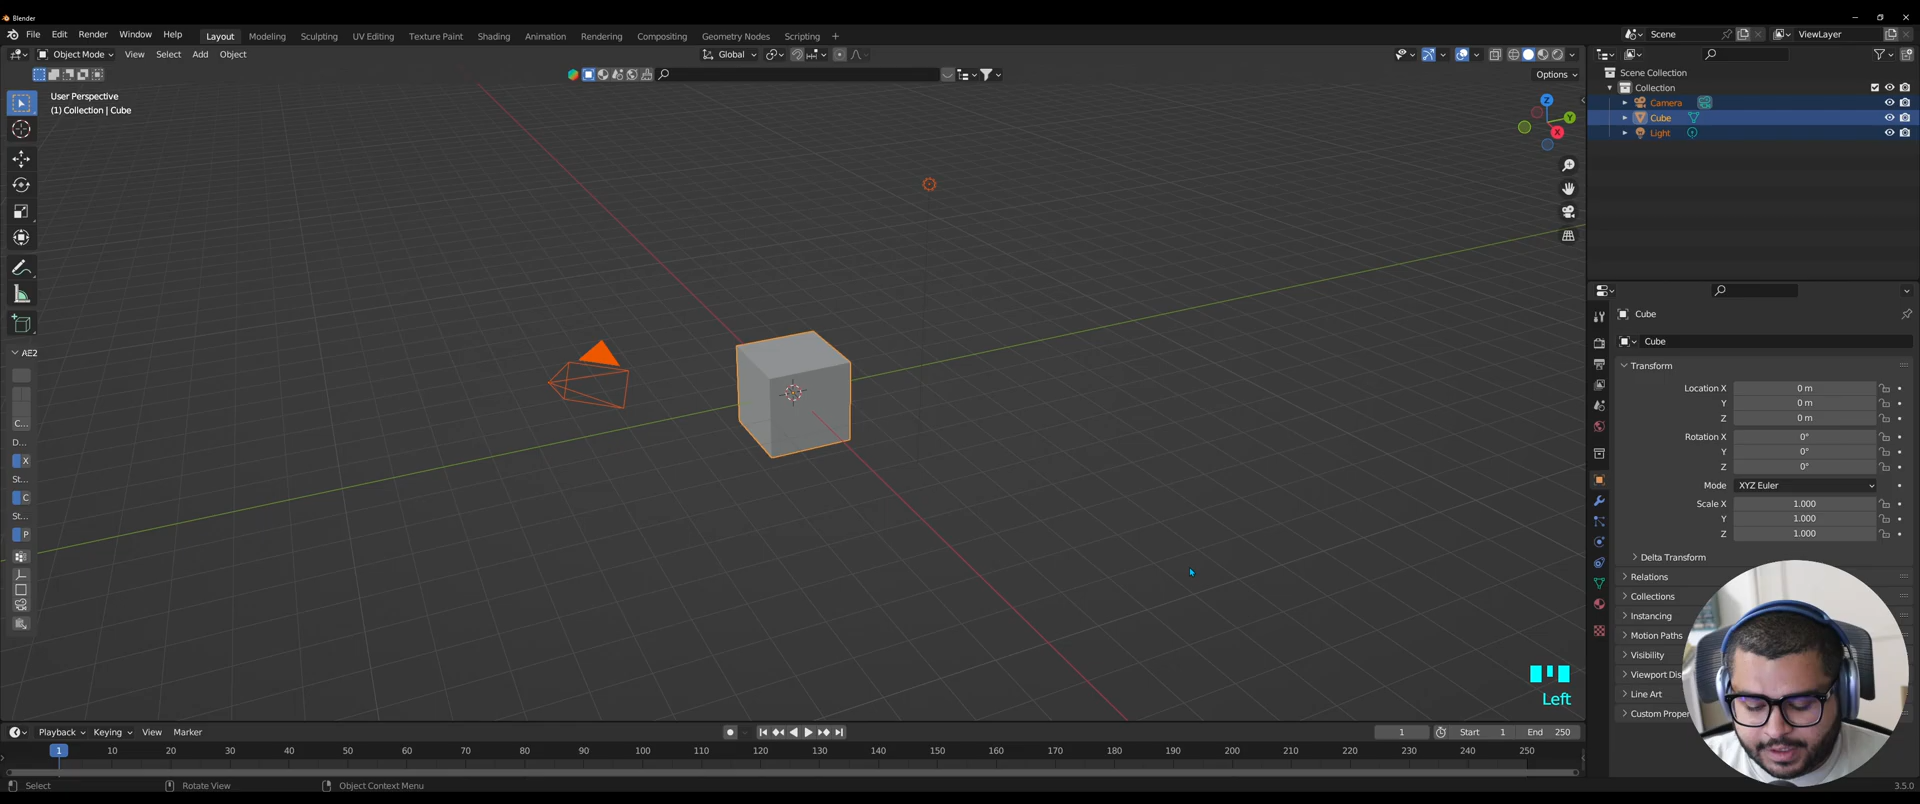 Blender
File Edit Render Window Help Layout Modeling Sculpting UV Editing Texture Paint Shading Animation Rendering Compositing Geometry Nodes Scripting + Scene ViewLayer
Object Mode View Select Add Object Global
Options
User Perspective
(1) Collection | Cube
Z
Y
X
AE2
C...
D...
X
St...
C
St...
P
Scene Collection
Collection
Camera
Cube
Light
Cube
Cube
Transform
Location X 0 m
Y 0 m
Z 0 m
Rotation X 0°
Y 0°
Z 0°
Mode XYZ Euler
Scale X 1.000
Y 1.000
Z 1.000
Delta Transform
Relations
Collections
Instancing
Motion Paths
Visibility
Viewport Dis
Line Art
Custom Proper
Left
Playback Keying View Marker 1 Start 1 End 250
1 10 20 30 40 50 60 70 80 90 100 110 120 130 140 150 160 170 180 190 200 210 220 230 240 250
Select Rotate View Object Context Menu 3.5.0